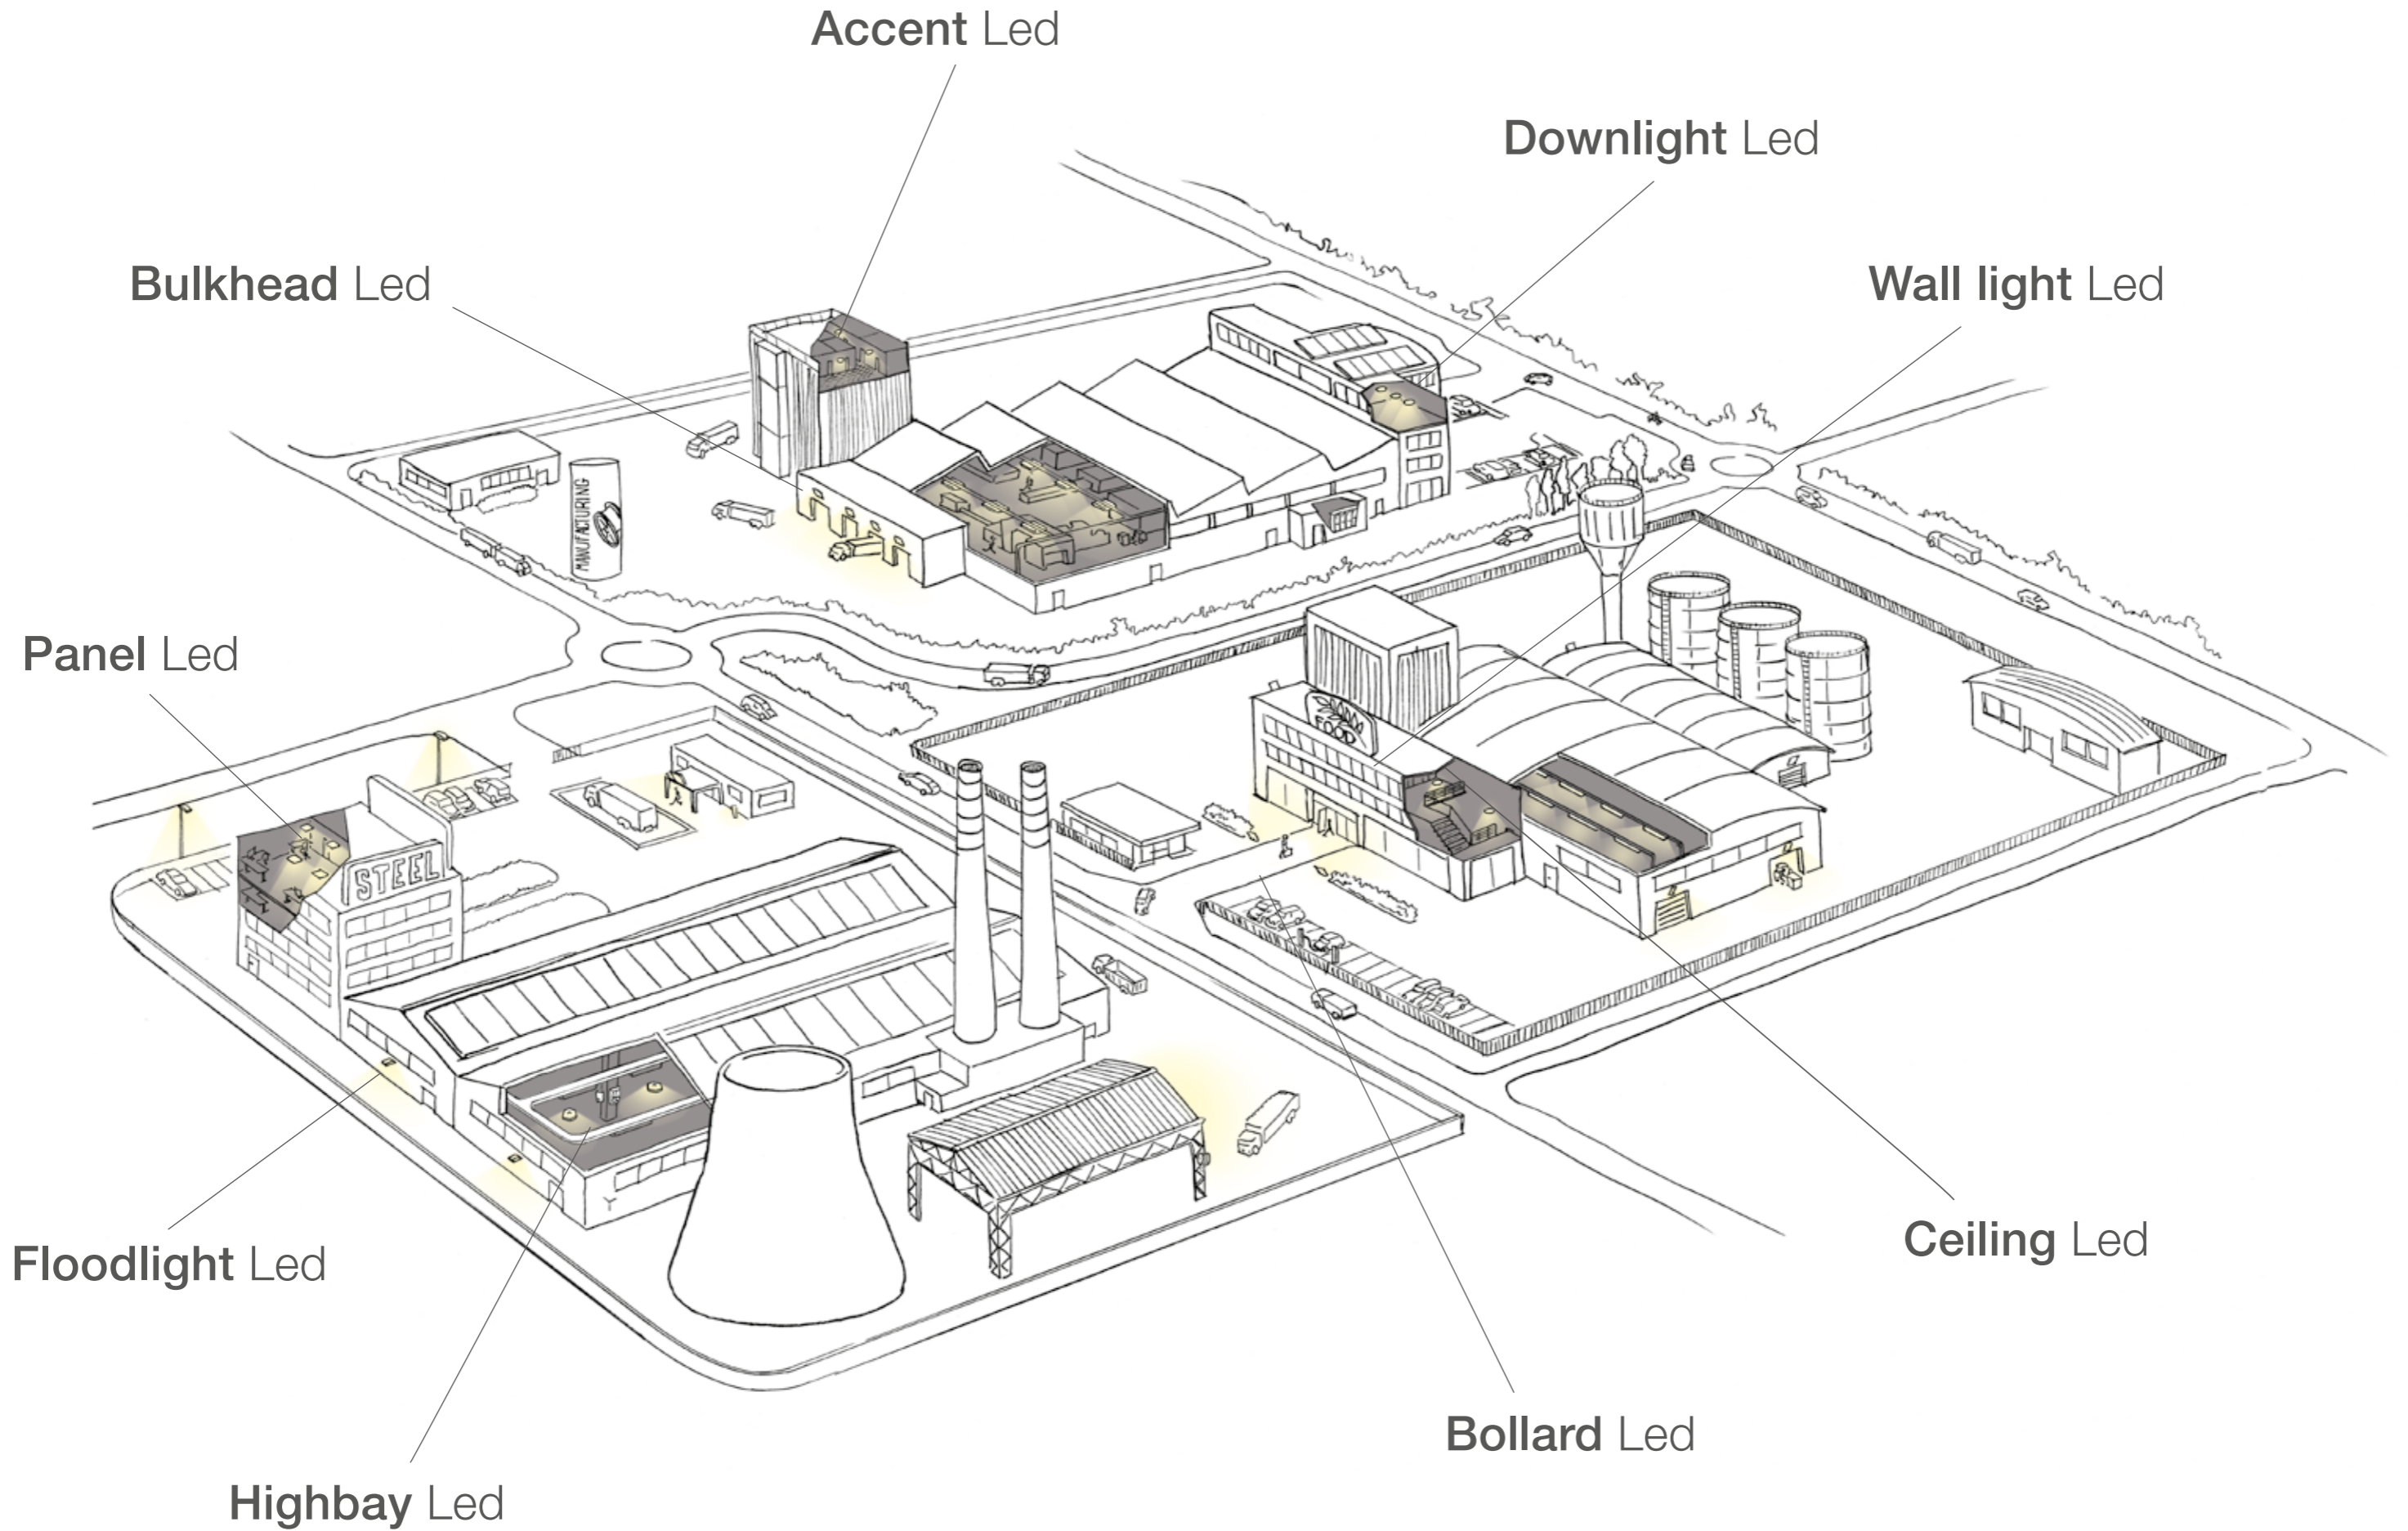 Accent Led
Downlight Led
Bulkhead Led
Wall light Led
MANUFACTURING
Panel Led
FOOD
STEEL
Floodlight Led
Ceiling Led
Bollard Led
Highbay Led